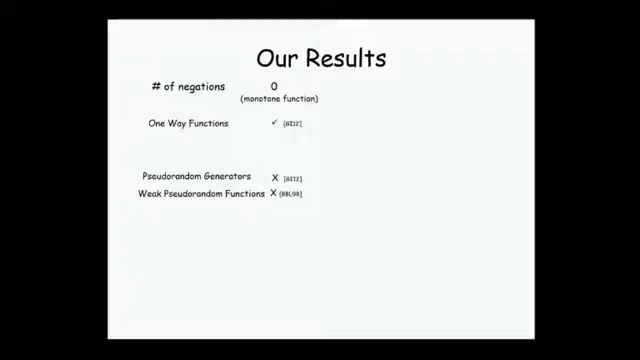 Our Results
# of negations 0
(monotone function)
One Way Functions ✓ [GI12]
Pseudorandom Generators X [GI12]
Weak Pseudorandom Functions X [BBL98]